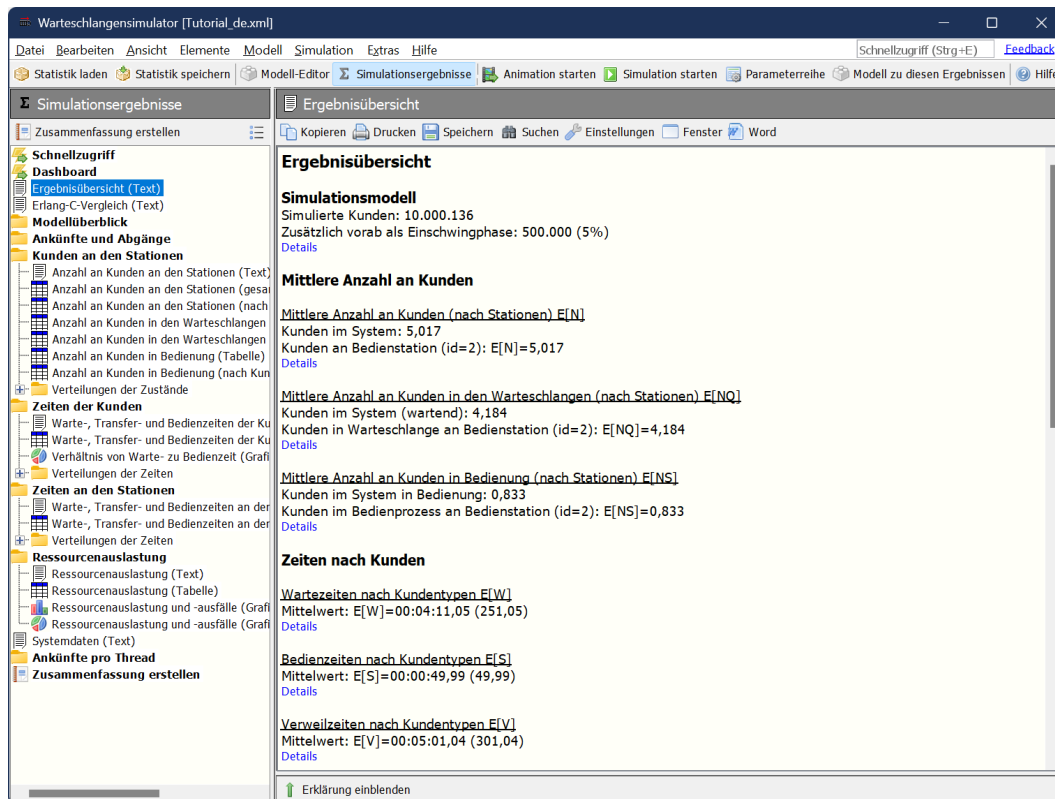 Warteschlangensimulator [Tutorial_de.xml]
Datei Bearbeiten Ansicht Elemente Modell Simulation Extras Hilfe Schnellzugriff (Strg+E) Feedback
Statistik laden Statistik speichern Modell-Editor Σ Simulationsergebnisse Animation starten Simulation starten Parameterreihe Modell zu diesen Ergebnissen Hilfe
Σ Simulationsergebnisse
Zusammenfassung erstellen
Schnellzugriff
Dashboard
Ergebnisübersicht (Text)
Erlang-C-Vergleich (Text)
Modellüberblick
Ankünfte und Abgänge
Kunden an den Stationen
Anzahl an Kunden an den Stationen (Text)
Anzahl an Kunden an den Stationen (gesa
Anzahl an Kunden an den Stationen (nach
Anzahl an Kunden in den Warteschlangen
Anzahl an Kunden in den Warteschlangen
Anzahl an Kunden in Bedienung (Tabelle)
Anzahl an Kunden in Bedienung (nach Kun
Verteilungen der Zustände
Zeiten der Kunden
Warte-, Transfer- und Bedienzeiten der Ku
Warte-, Transfer- und Bedienzeiten der Ku
Verhältnis von Warte- zu Bedienzeit (Grafi
Verteilungen der Zeiten
Zeiten an den Stationen
Warte-, Transfer- und Bedienzeiten an der
Warte-, Transfer- und Bedienzeiten an der
Verteilungen der Zeiten
Ressourcenauslastung
Ressourcenauslastung (Text)
Ressourcenauslastung (Tabelle)
Ressourcenauslastung und -ausfälle (Grafi
Ressourcenauslastung und -ausfälle (Grafi
Systemdaten (Text)
Ankünfte pro Thread
Zusammenfassung erstellen
Ergebnisübersicht
Kopieren Drucken Speichern Suchen Einstellungen Fenster Word
Ergebnisübersicht
Simulationsmodell
Simulierte Kunden: 10.000.136
Zusätzlich vorab als Einschwingphase: 500.000 (5%)
Details
Mittlere Anzahl an Kunden
Mittlere Anzahl an Kunden (nach Stationen) E[N]
Kunden im System: 5,017
Kunden an Bedienstation (id=2): E[N]=5,017
Details
Mittlere Anzahl an Kunden in den Warteschlangen (nach Stationen) E[NQ]
Kunden im System (wartend): 4,184
Kunden in Warteschlange an Bedienstation (id=2): E[NQ]=4,184
Details
Mittlere Anzahl an Kunden in Bedienung (nach Stationen) E[NS]
Kunden im System in Bedienung: 0,833
Kunden im Bedienprozess an Bedienstation (id=2): E[NS]=0,833
Details
Zeiten nach Kunden
Wartezeiten nach Kundentypen E[W]
Mittelwert: E[W]=00:04:11,05 (251,05)
Details
Bedienzeiten nach Kundentypen E[S]
Mittelwert: E[S]=00:00:49,99 (49,99)
Details
Verweilzeiten nach Kundentypen E[V]
Mittelwert: E[V]=00:05:01,04 (301,04)
Details
Erklärung einblenden